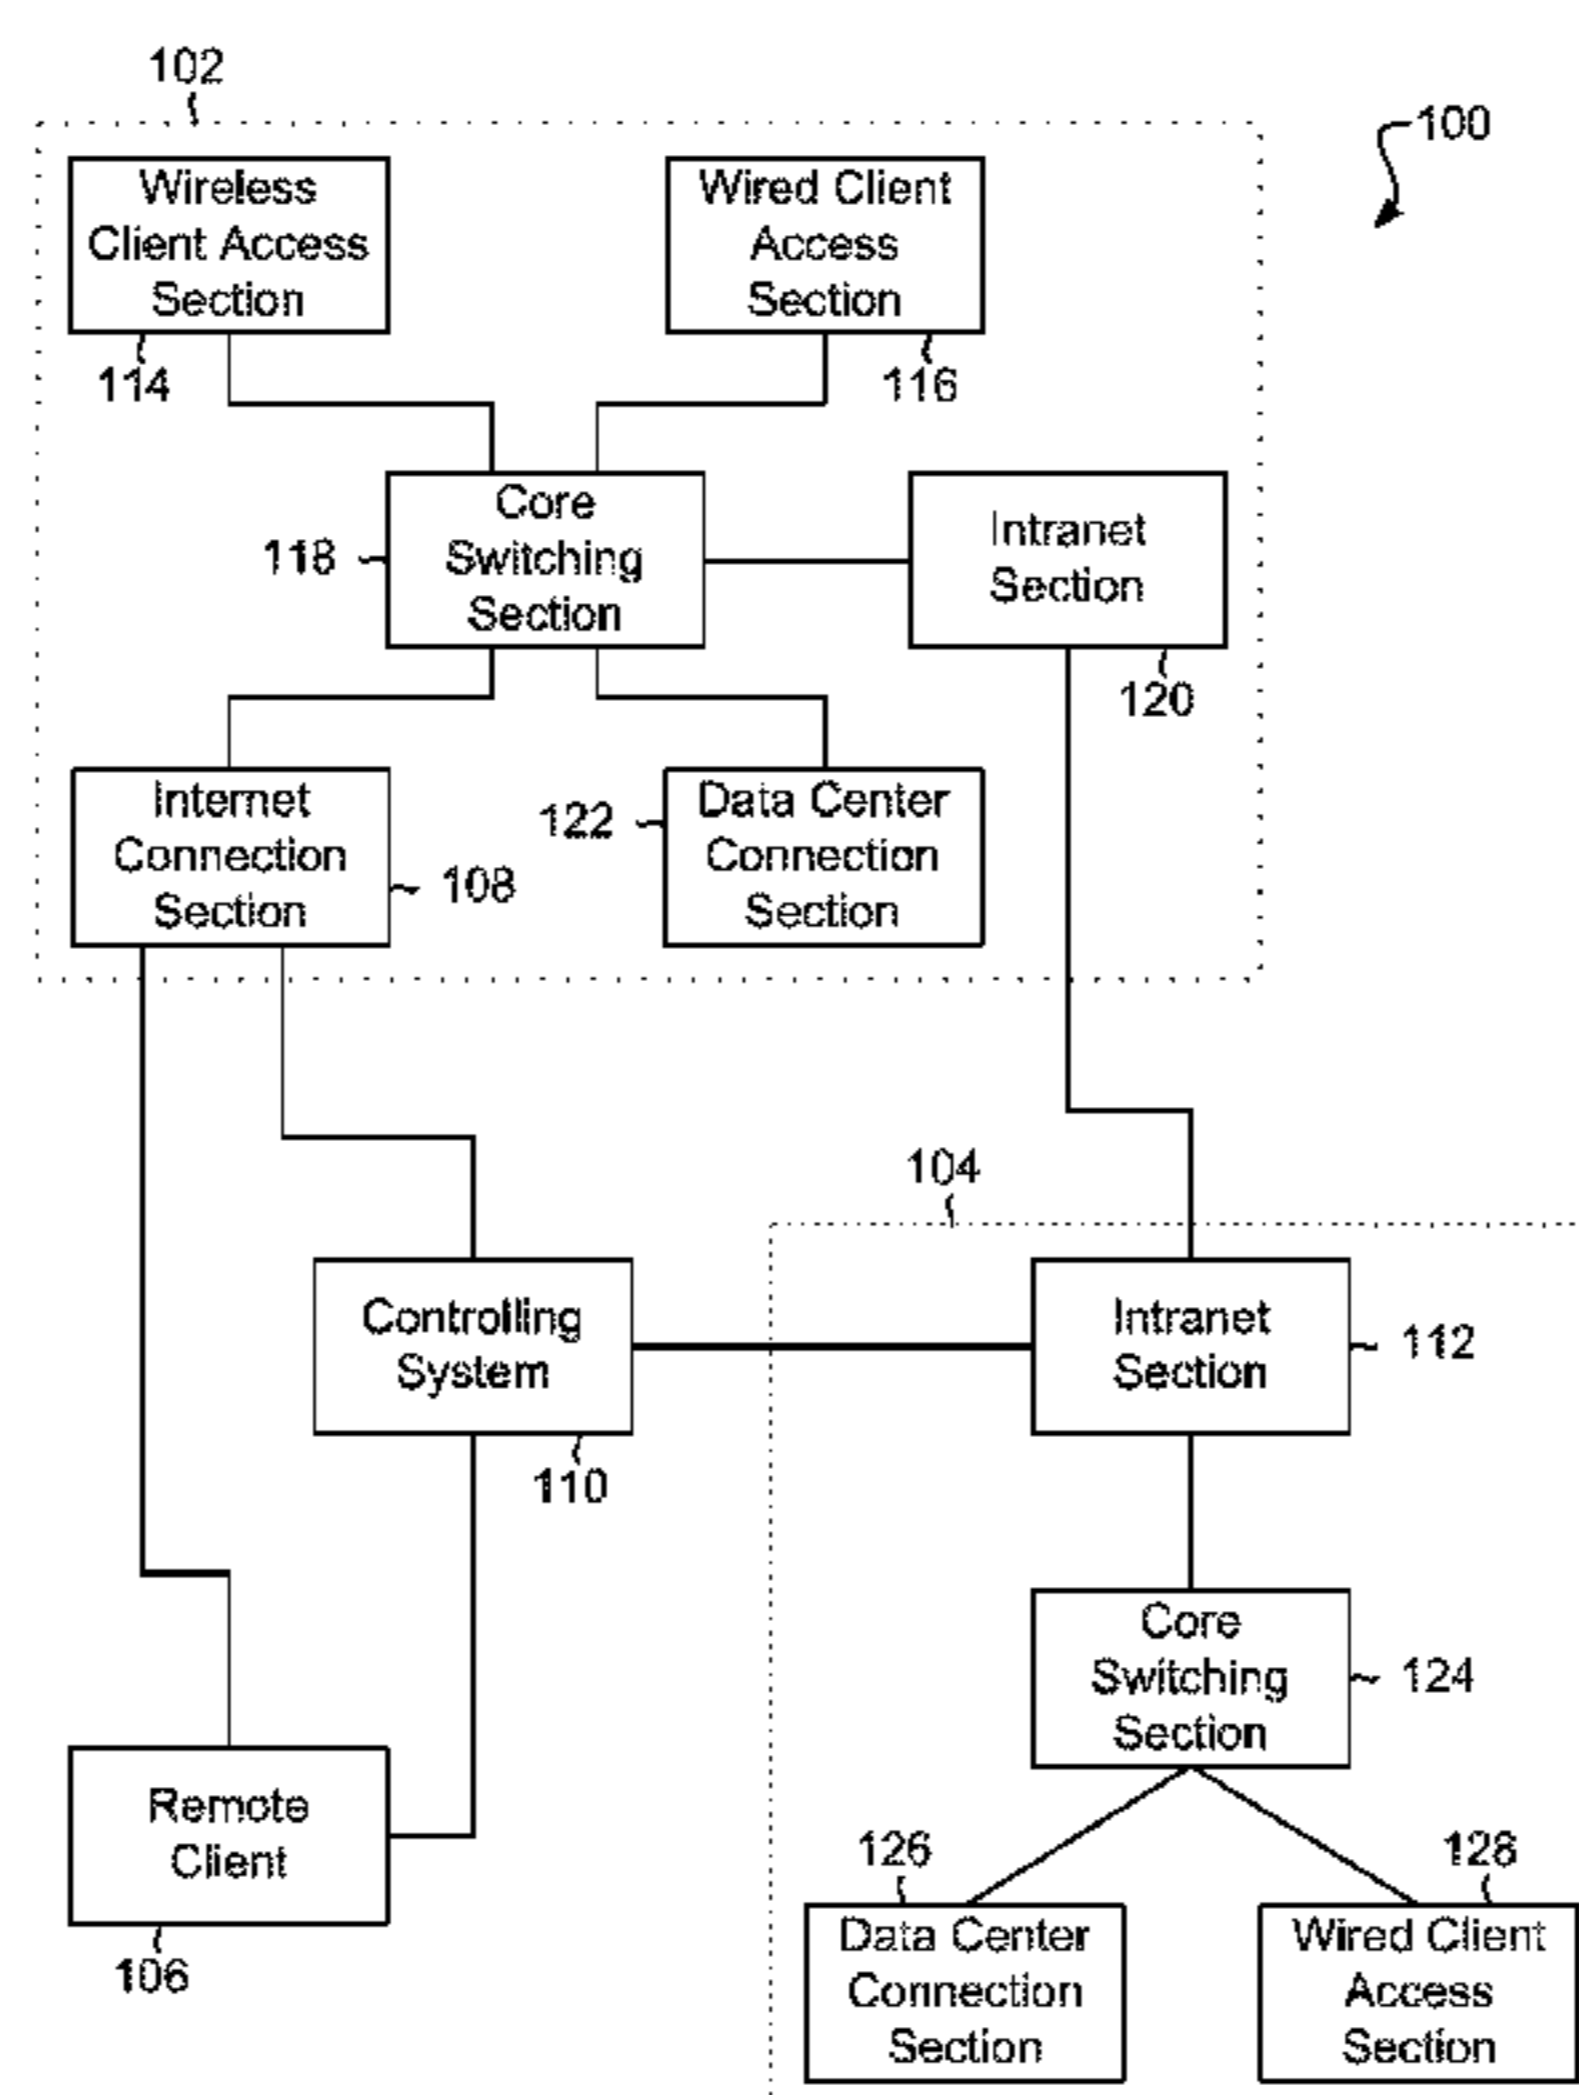 102
100
Wireless
Client Access
Section
Wired Client
Access
Section
114
116
Core
Switching
Section
118
Intranet
Section
120
Internet
Connection
Section
108
122
Data Center
Connection
Section
104
Controlling
System
110
Intranet
Section
112
Core
Switching
Section
124
Remote
Client
106
126
128
Data Center
Connection
Section
Wired Client
Access
Section